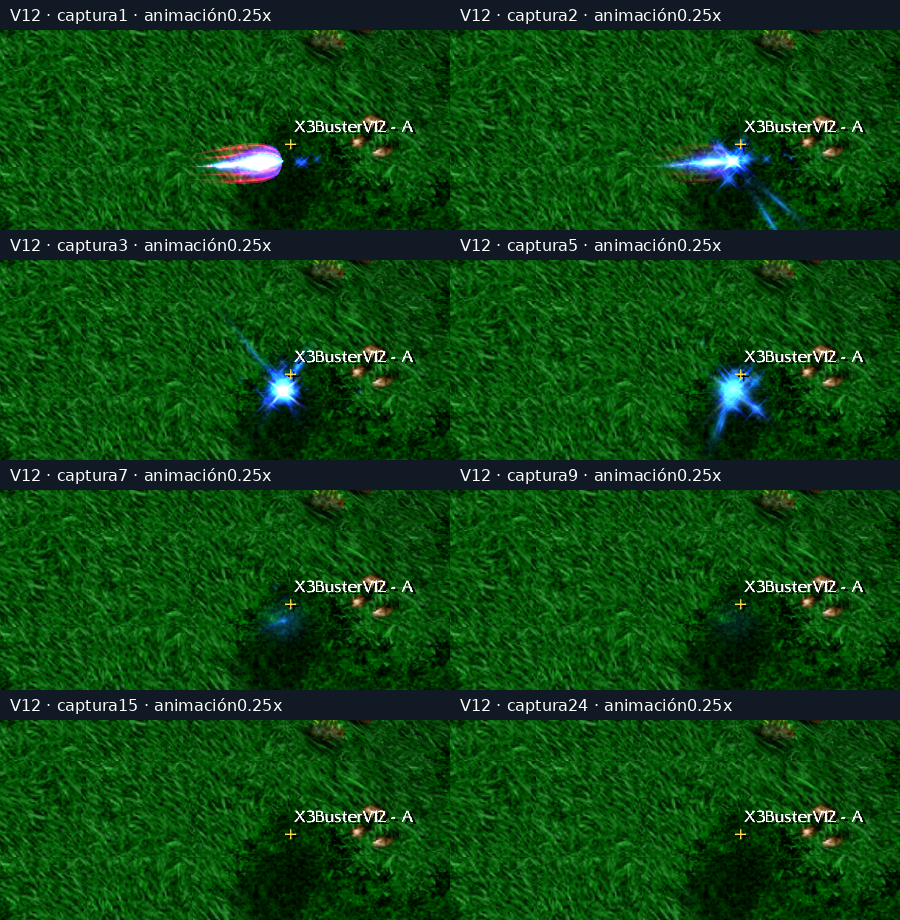 V12 · captura1 · animación0.25x
V12 · captura2 · animación0.25x
X3BusterV12 - A
X3BusterV12 - A
V12 · captura3 · animación0.25x
V12 · captura5 · animación0.25x
X3BusterV12 - A
X3BusterV12 - A
V12 · captura7 · animación0.25x
V12 · captura9 · animación0.25x
X3BusterV12 - A
X3BusterV12 - A
V12 · captura15 · animación0.25x
V12 · captura24 · animación0.25x
X3BusterV12 - A
X3BusterV12 - A